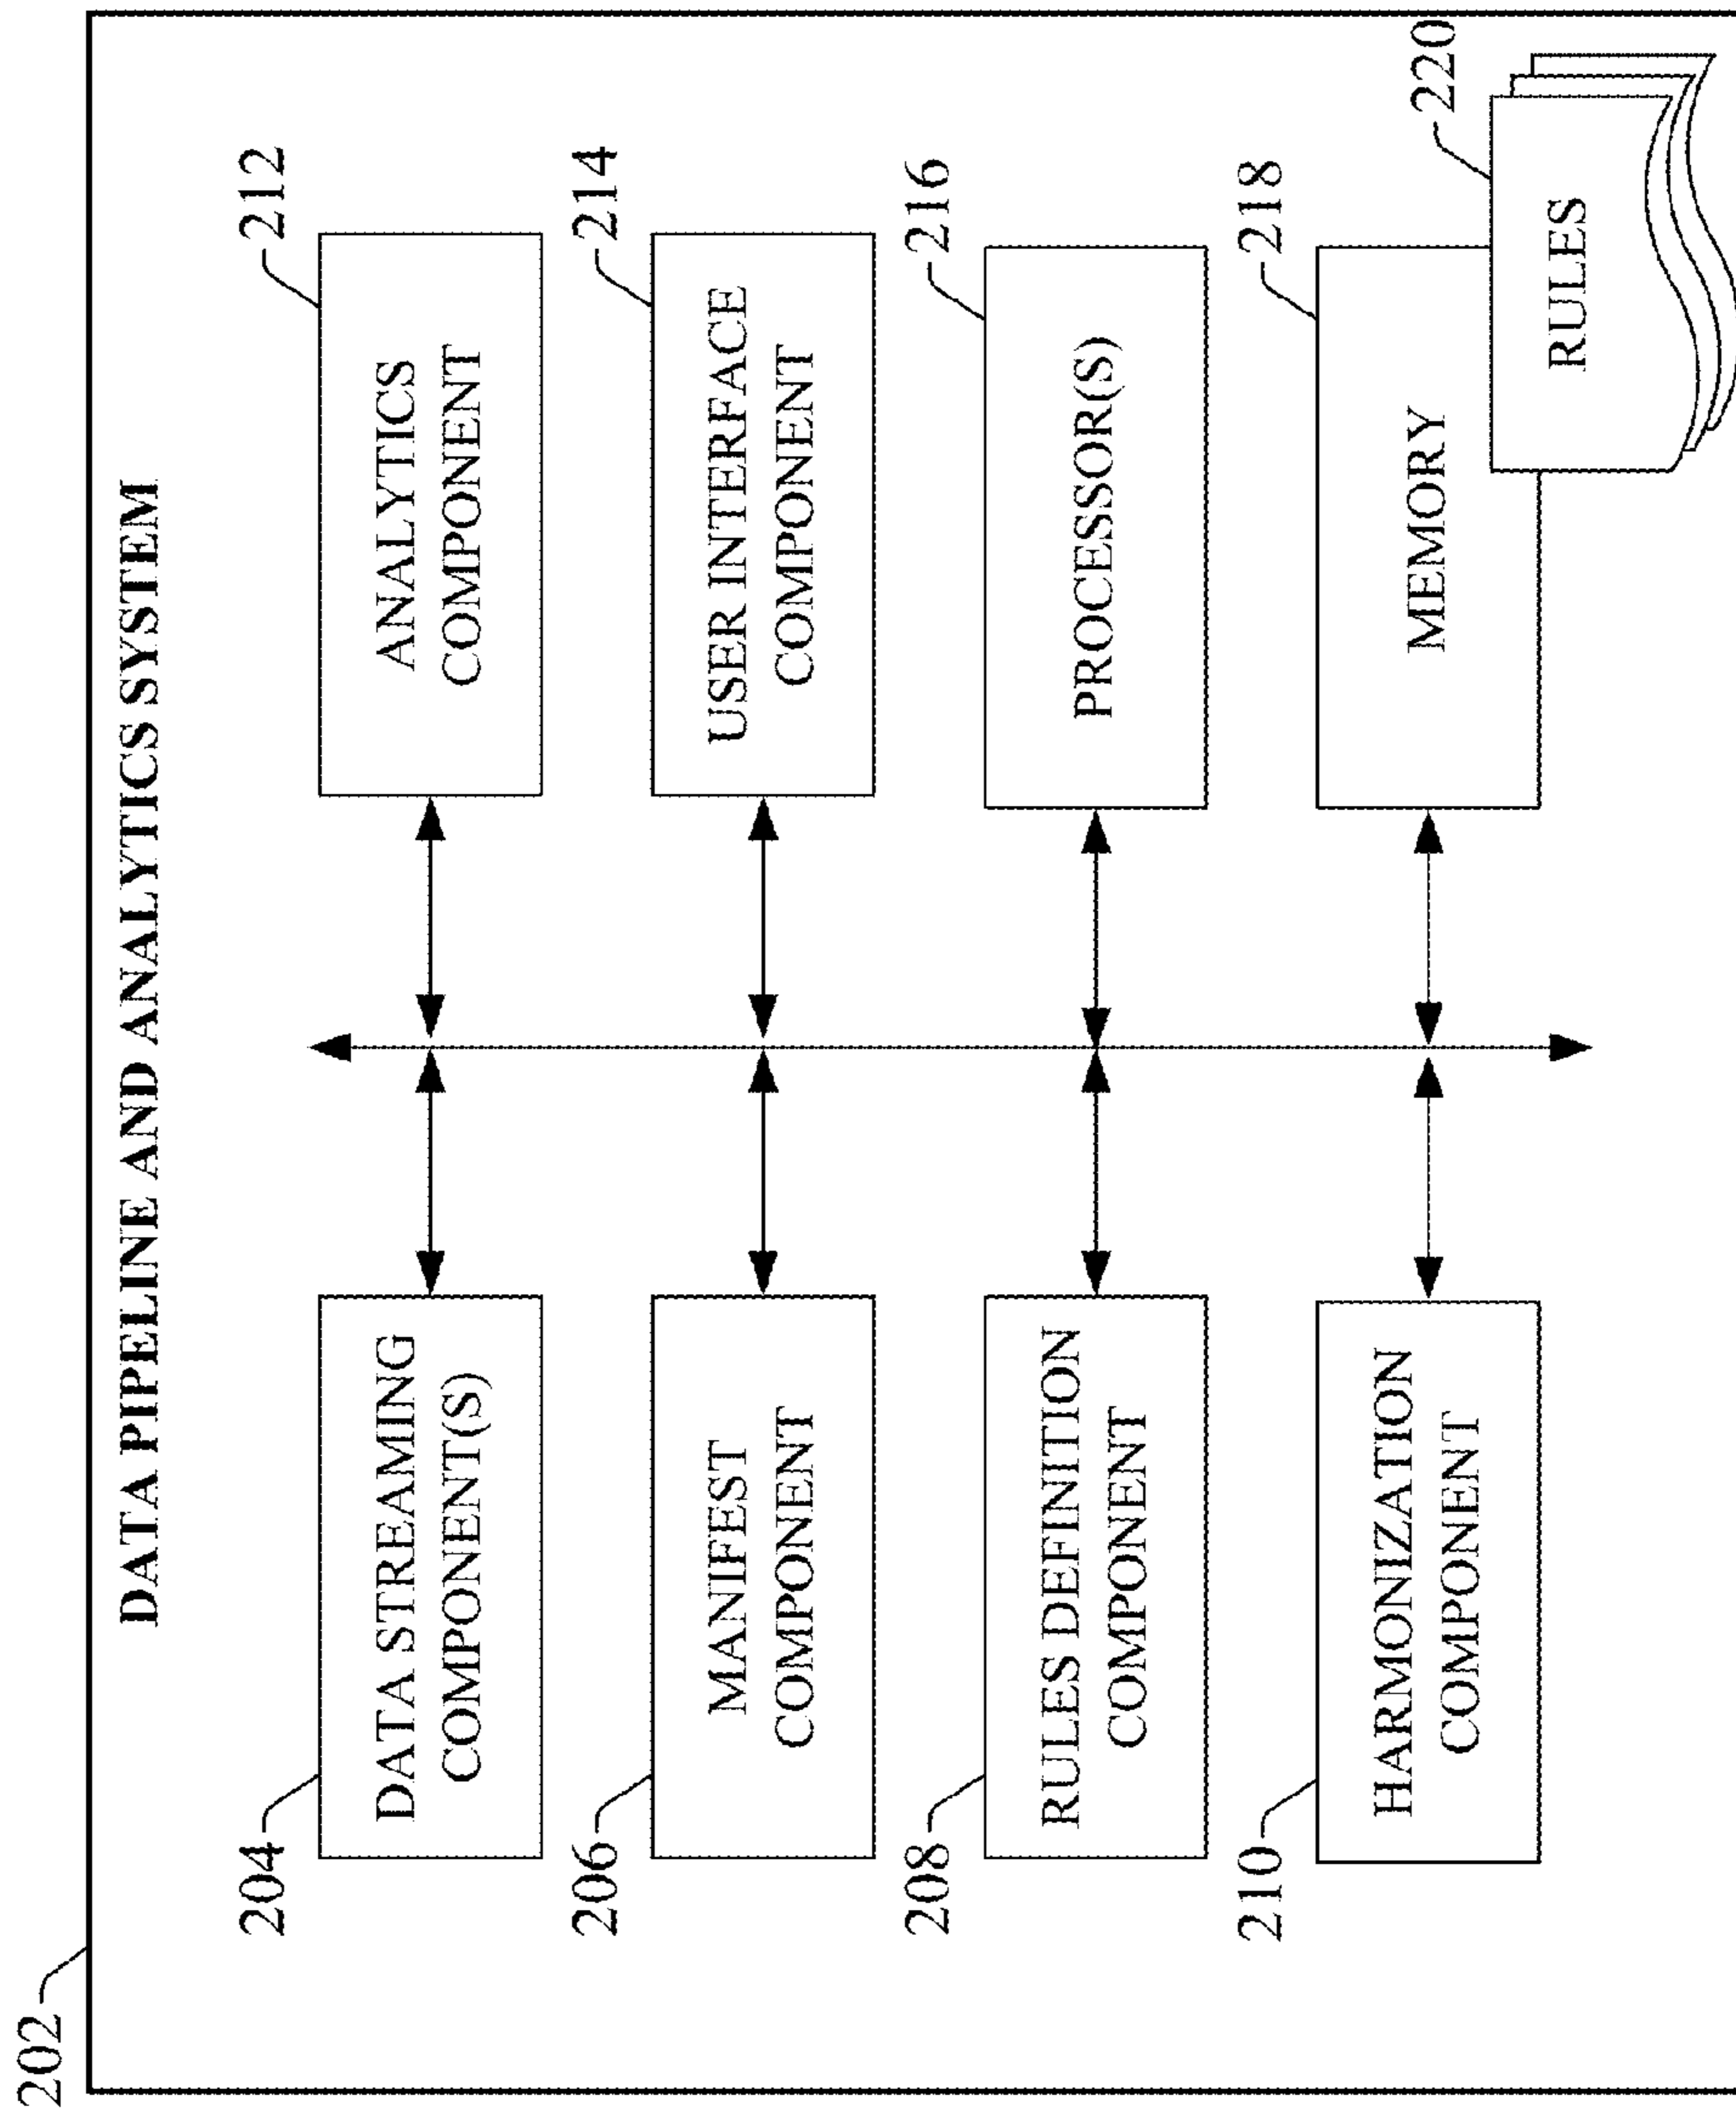 202
DATA PIPELINE AND ANALYTICS SYSTEM
204
DATA STREAMING
COMPONENT(S)
212
ANALYTICS
COMPONENT
206
MANIFEST
COMPONENT
214
USER INTERFACE
COMPONENT
208
RULES DEFINITION
COMPONENT
216
PROCESSOR(S)
210
HARMONIZATION
COMPONENT
218
MEMORY
220
RULES